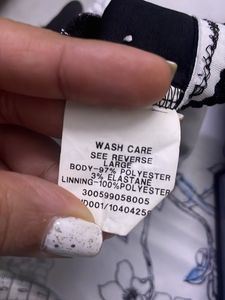 WASH CARE
SEE REVERSE
LARGE
BODY-97% POLYESTER
3% ELASTANE
LINNING-100%POLYESTER
300599058005